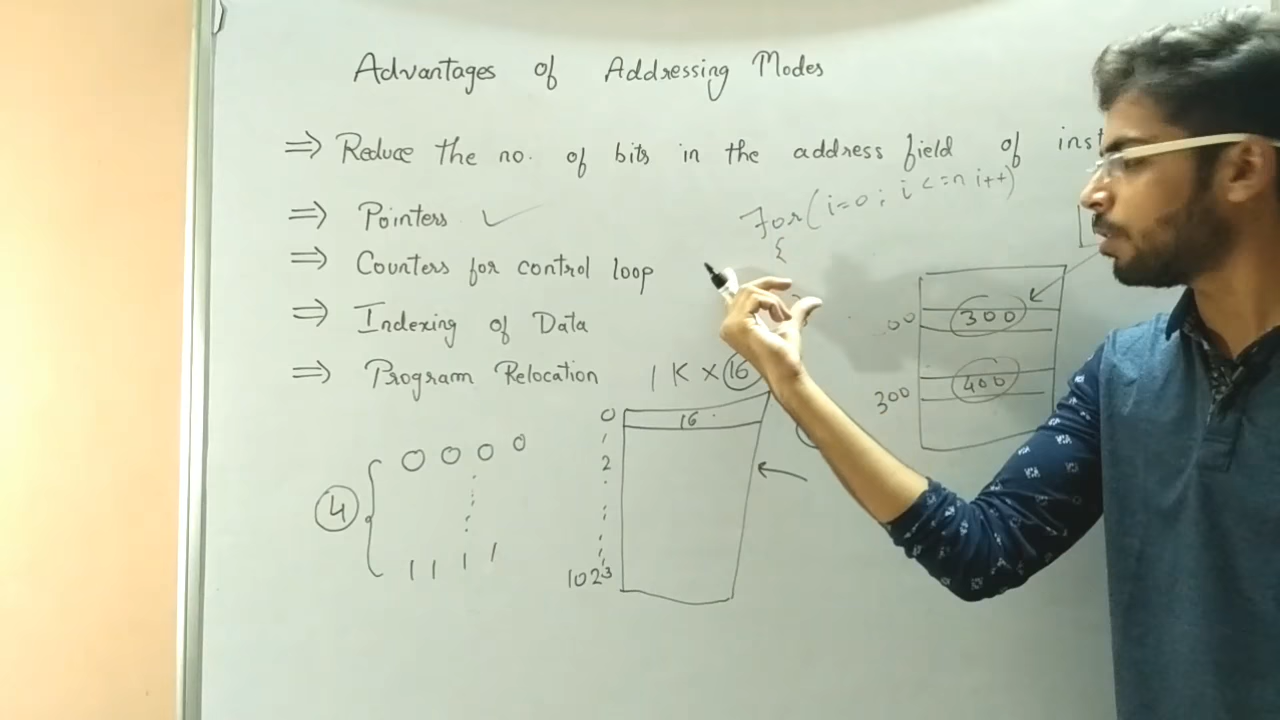 Advantages of Addressing Modes
⇒ Reduce the no. of bits in the address field of inst
⇒ Pointers ✓
For(i=0; i<=n i++)
{
⇒ Counters for control loop
⇒ Indexing of Data
⇒ Program Relocation
1K×16
00 300
300 400
0 16
1
2
1023
4
0 0 0 0
1 1 1 1